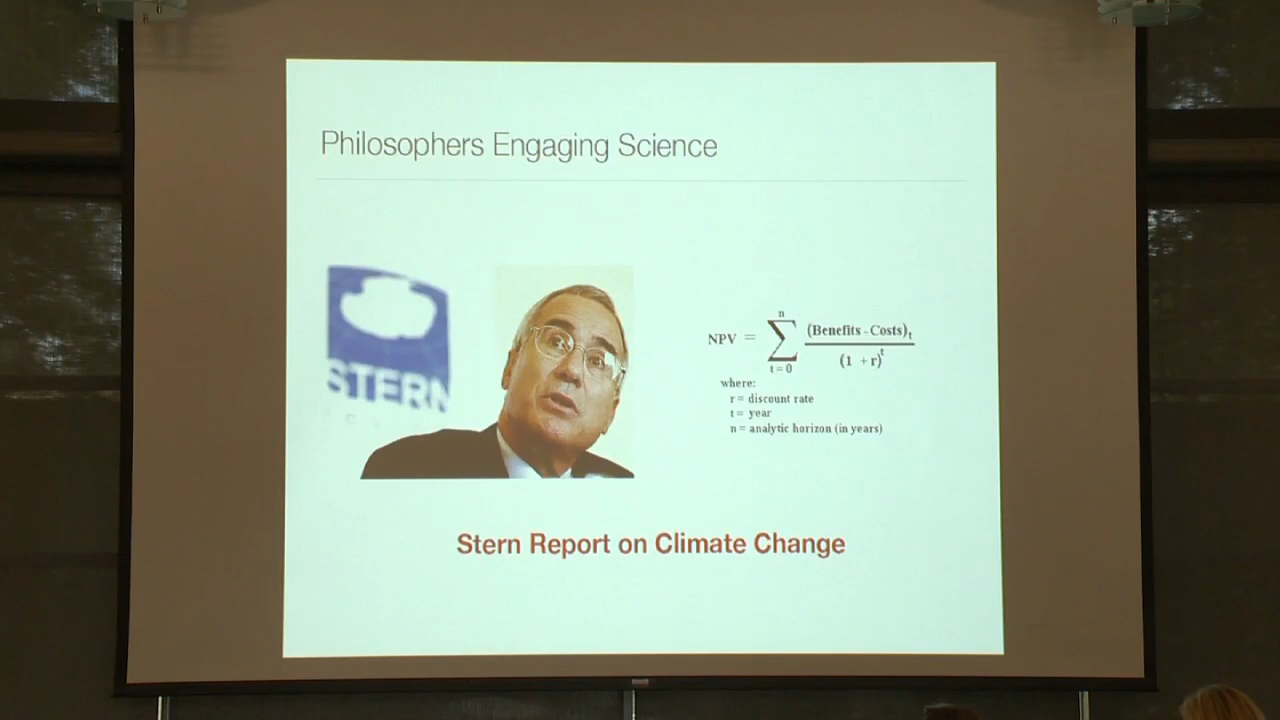 Philosophers Engaging Science
STERN
NPV = n ∑ t = 0 (Benefits - Costs)t / (1 + r)t
where:
r = discount rate
t = year
n = analytic horizon (in years)
Stern Report on Climate Change